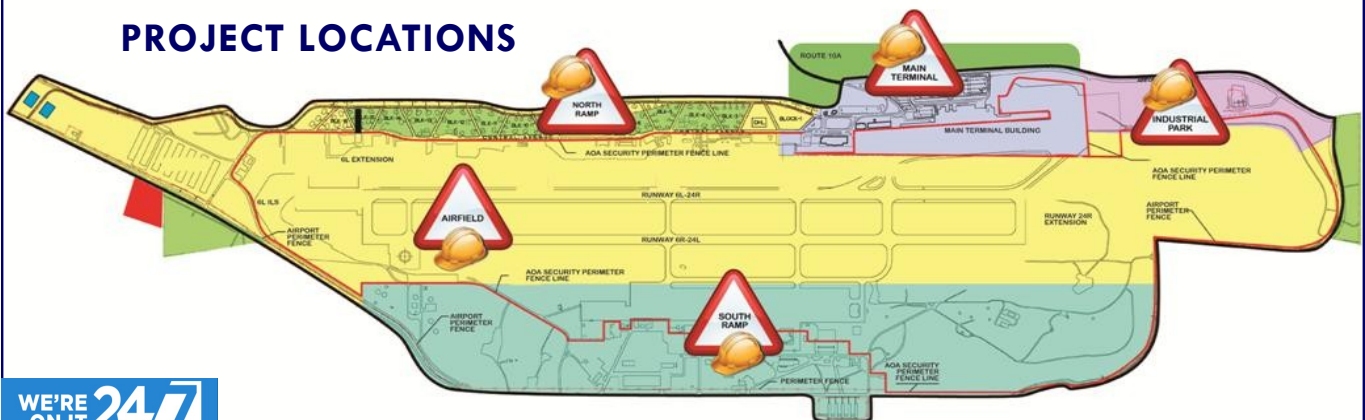 PROJECT LOCATIONS
ROUTE 10A
MAIN
TERMINAL
NORTH
RAMP
INDUSTRIAL
PARK
DHL
BLOCK-1
MAIN TERMINAL BUILDING
6L EXTENSION
AOA SECURITY PERIMETER FENCE LINE
AOA SECURITY PERIMETER
FENCE LINE
RUNWAY 6L-24R
AIRFIELD
6L ILS
AIRPORT
PERIMETER
FENCE
RUNWAY 24R
EXTENSION
AIRPORT
PERIMETER
FENCE
RUNWAY 6R-24L
AOA SECURITY PERIMETER
FENCE LINE
AIRPORT
PERIMETER
FENCE
SOUTH
RAMP
PERIMETER FENCE
AOA SECURITY
PERIMETER
FENCE LINE
WE'RE
ON IT
24/7